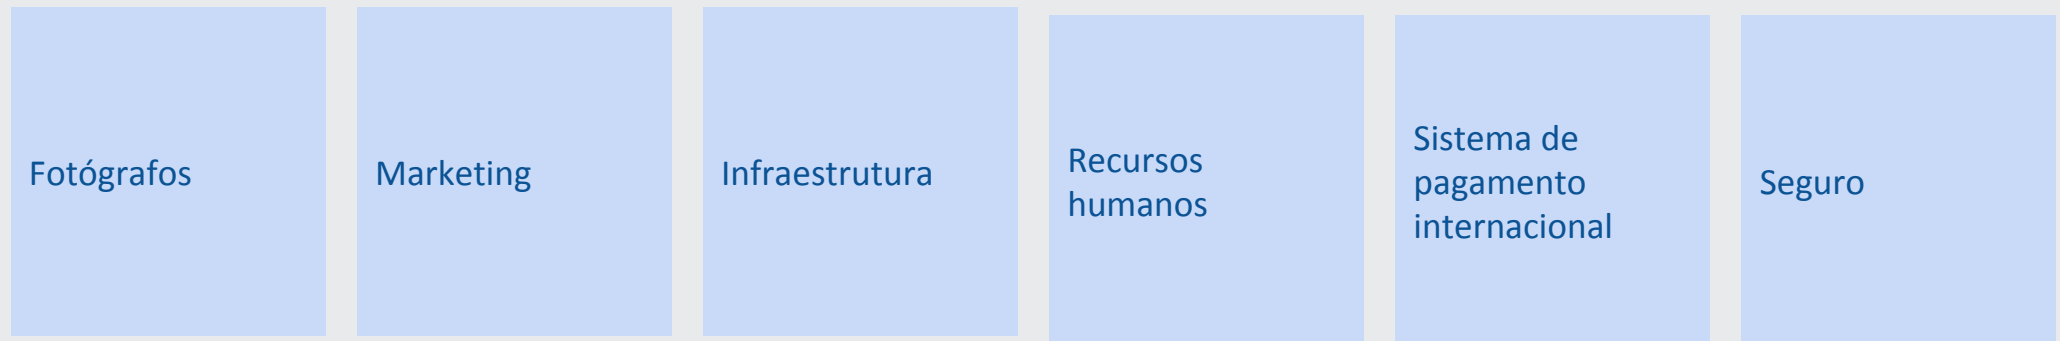 Fotógrafos
Marketing
Infraestrutura
Recursos
humanos
Sistema de
pagamento
internacional
Seguro